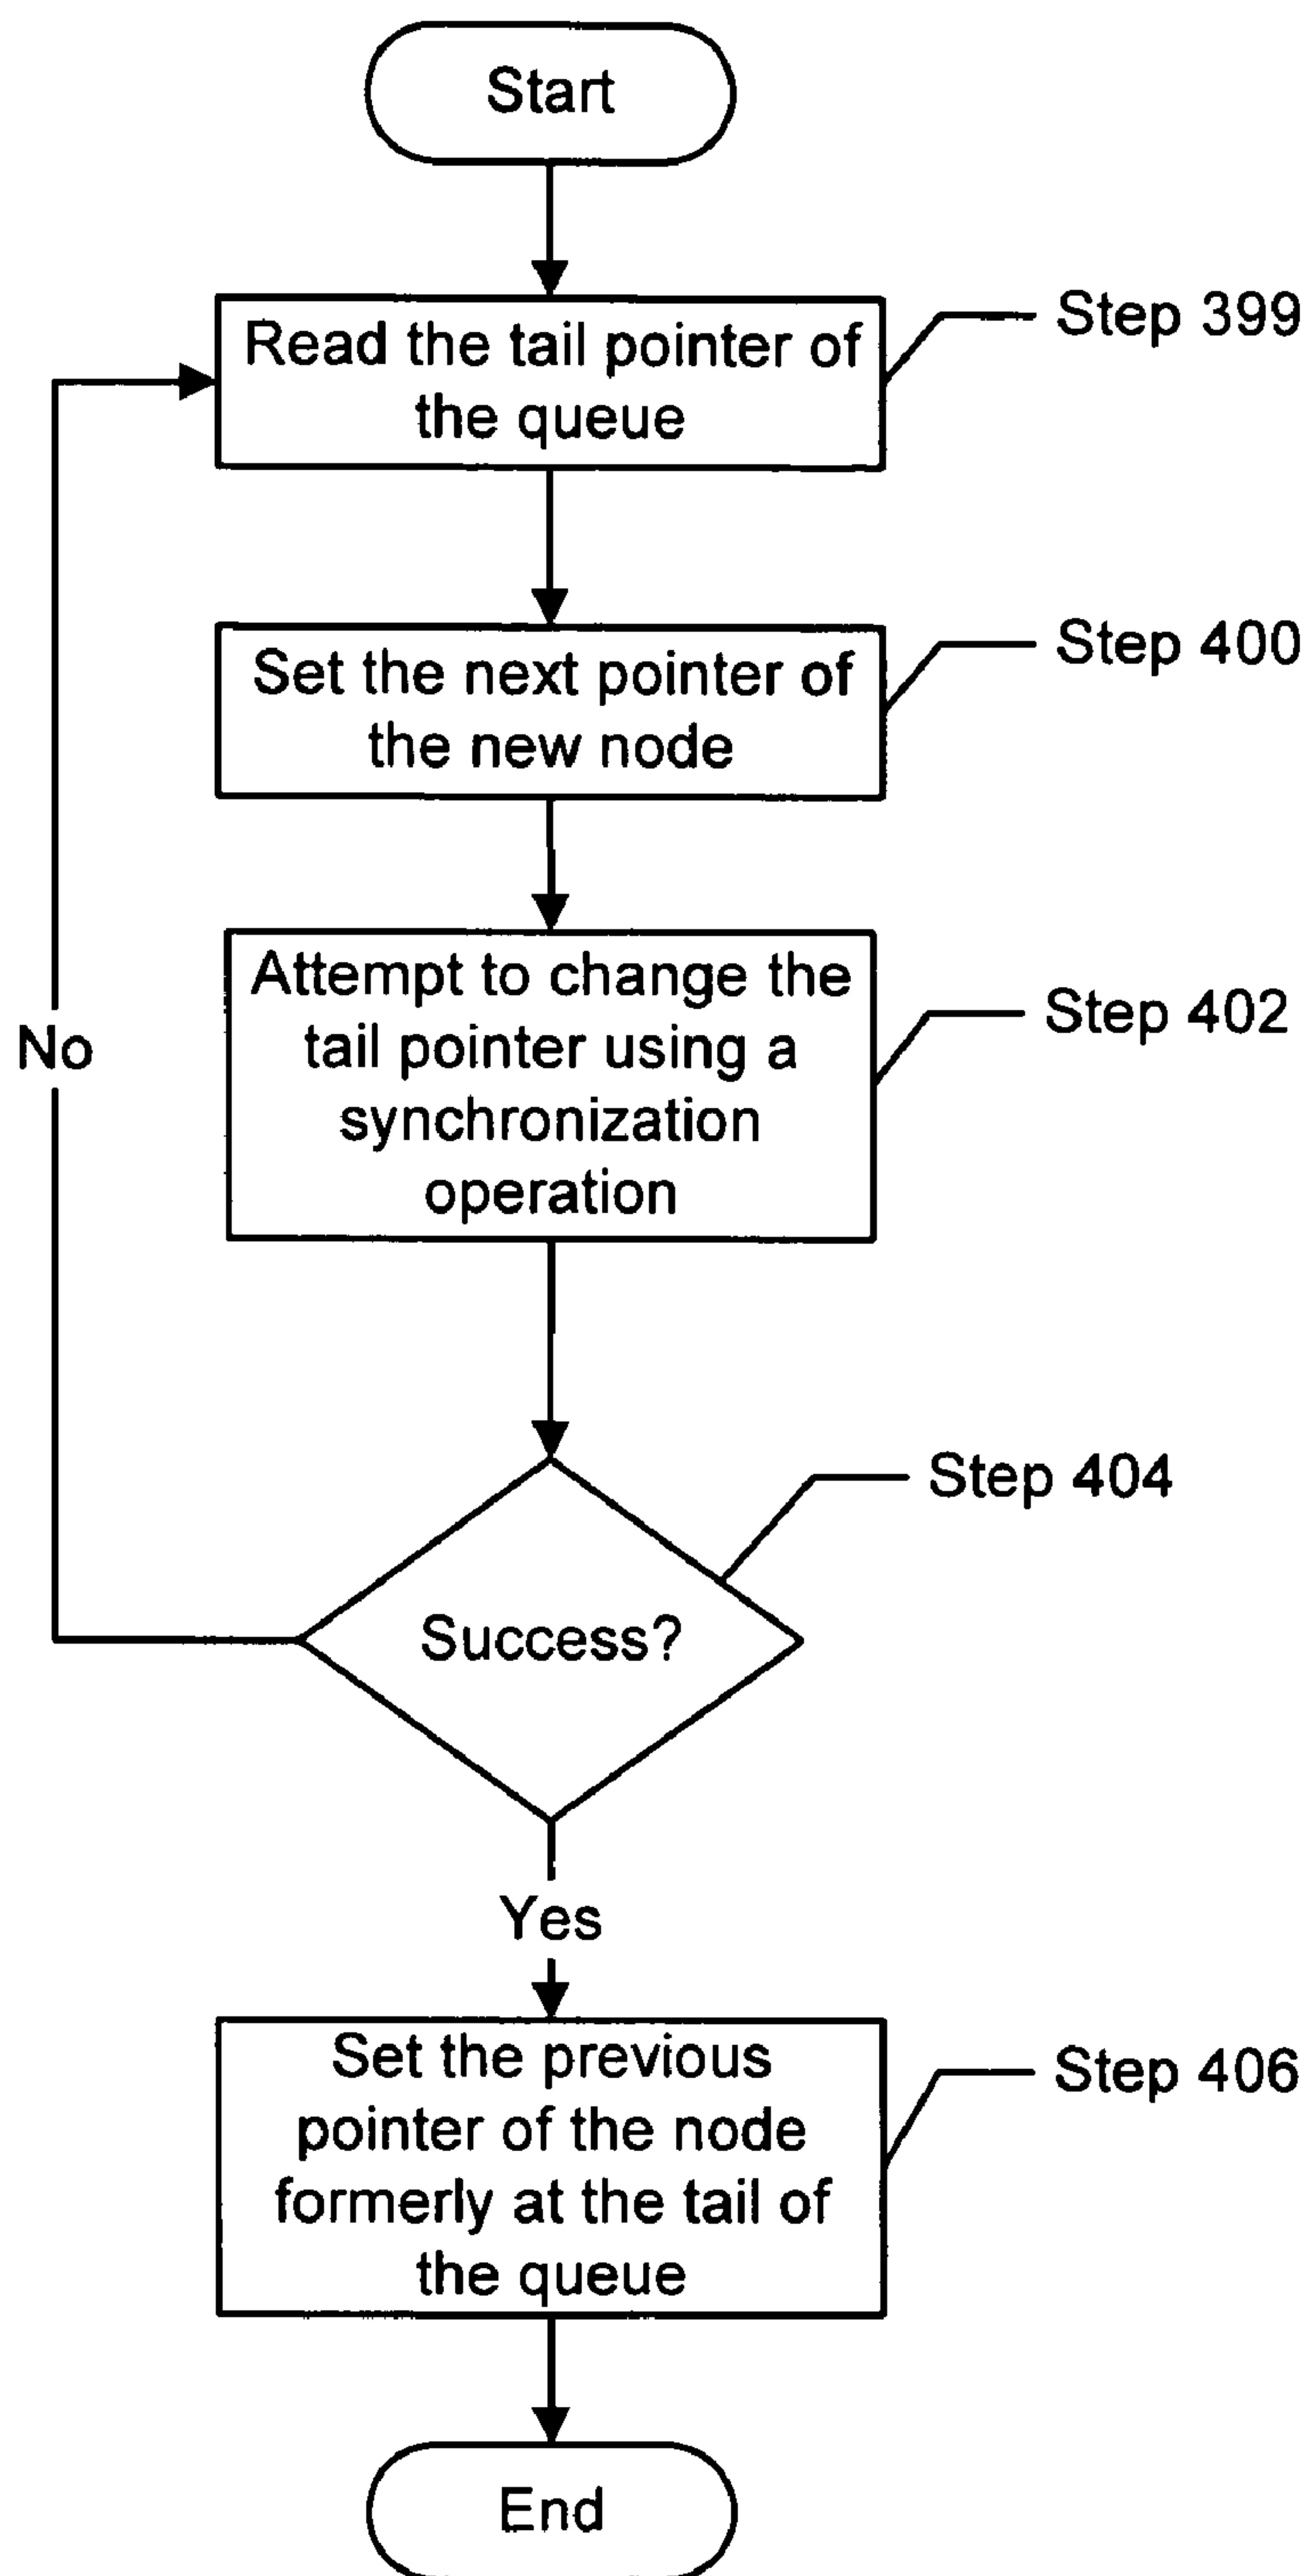 Start
Read the tail pointer of
the queue
Step 399
Set the next pointer of
the new node
Step 400
Attempt to change the
tail pointer using a
synchronization
operation
Step 402
No
Success?
Step 404
Yes
Set the previous
pointer of the node
formerly at the tail of
the queue
Step 406
End